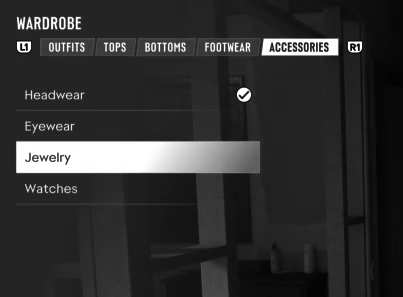 WARDROBE
L1 OUTFITS TOPS BOTTOMS FOOTWEAR ACCESSORIES R1
Headwear
Eyewear
Jewelry
Watches